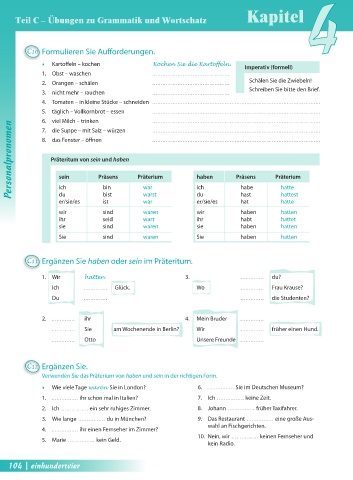 Teil C – Übungen zu Grammatik und Wortschatz
Kapitel 4
Personalpronomen
C20 Formulieren Sie Aufforderungen.
• Kartoffeln – kochen Kochen Sie die Kartoffeln.
1. Obst – waschen
2. Orangen – schälen
3. nicht mehr – rauchen
4. Tomaten – in kleine Stücke – schneiden
5. täglich – Vollkornbrot – essen
6. viel Milch – trinken
7. die Suppe – mit Salz – würzen
8. das Fenster – öffnen
Imperativ (formell)
Schälen Sie die Zwiebeln!
Schreiben Sie bitte den Brief.
Präteritum von sein und haben
sein Präsens Präteritum haben Präsens Präteritum
ich bin war ich habe hatte
du bist warst du hast hattest
er/sie/es ist war er/sie/es hat hatte
wir sind waren wir haben hatten
ihr seid wart ihr habt hattet
sie sind waren sie haben hatten
Sie sind waren Sie haben hatten
C21 Ergänzen Sie haben oder sein im Präteritum.
1. Wir hatten
Ich ............ Glück.
Du ............
3. ............ du?
Wo ............ Frau Krause?
............ die Studenten?
2. ............ ihr
............ Sie am Wochenende in Berlin?
............ Otto
4. Mein Bruder ............
Wir ............ früher einen Hund.
Unsere Freunde ............
C22 Ergänzen Sie.
Verwenden Sie das Präteritum von haben und sein in der richtigen Form.
• Wie viele Tage waren Sie in London?
1. ............ ihr schon mal in Italien?
2. Ich ............ ein sehr ruhiges Zimmer.
3. Wie lange ............ du in München?
4. ............ ihr einen Fernseher im Zimmer?
5. Marie ............ kein Geld.
6. ............ Sie im Deutschen Museum?
7. Ich ............ keine Zeit.
8. Johann ............ früher Taxifahrer.
9. Das Restaurant ............ eine große Aus-
wahl an Fischgerichten.
10. Nein, wir ............ keinen Fernseher und
kein Radio.
104 | einhundertvier